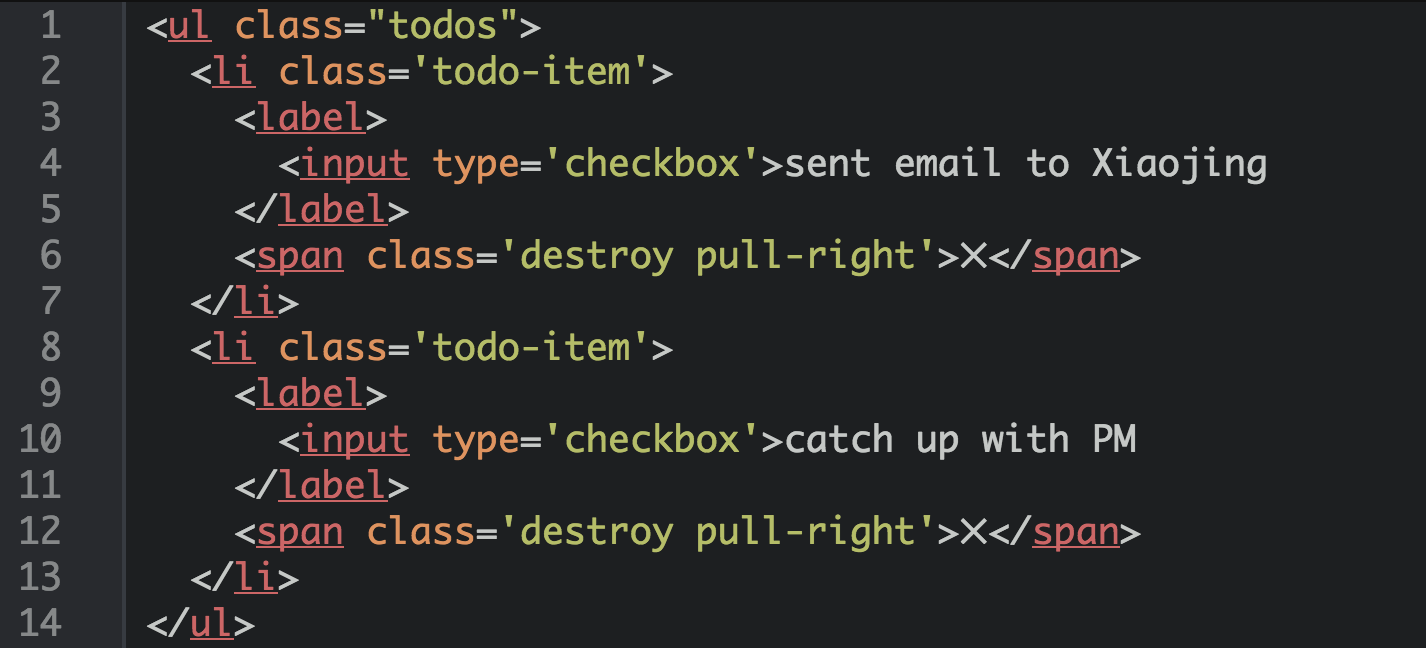 1 <ul class="todos">
2   <li class='todo-item'>
3     <label>
4       <input type='checkbox'>sent email to Xiaojing
5     </label>
6     <span class='destroy pull-right'>×</span>
7   </li>
8   <li class='todo-item'>
9     <label>
10       <input type='checkbox'>catch up with PM
11     </label>
12     <span class='destroy pull-right'>×</span>
13   </li>
14 </ul>